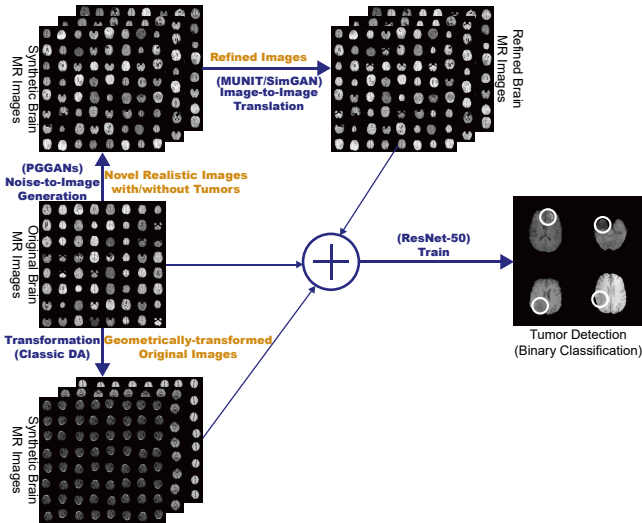 Synthetic Brain
MR Images
Refined Images
(MUNIT/SimGAN)
Image-to-Image
Translation
Refined Brain
MR Images
(PGGANs)
Noise-to-Image
Generation
Novel Realistic Images
with/without Tumors
Original Brain
MR Images
(ResNet-50)
Train
Tumor Detection
(Binary Classification)
Transformation
(Classic DA)
Geometrically-transformed
Original Images
Synthetic Brain
MR Images